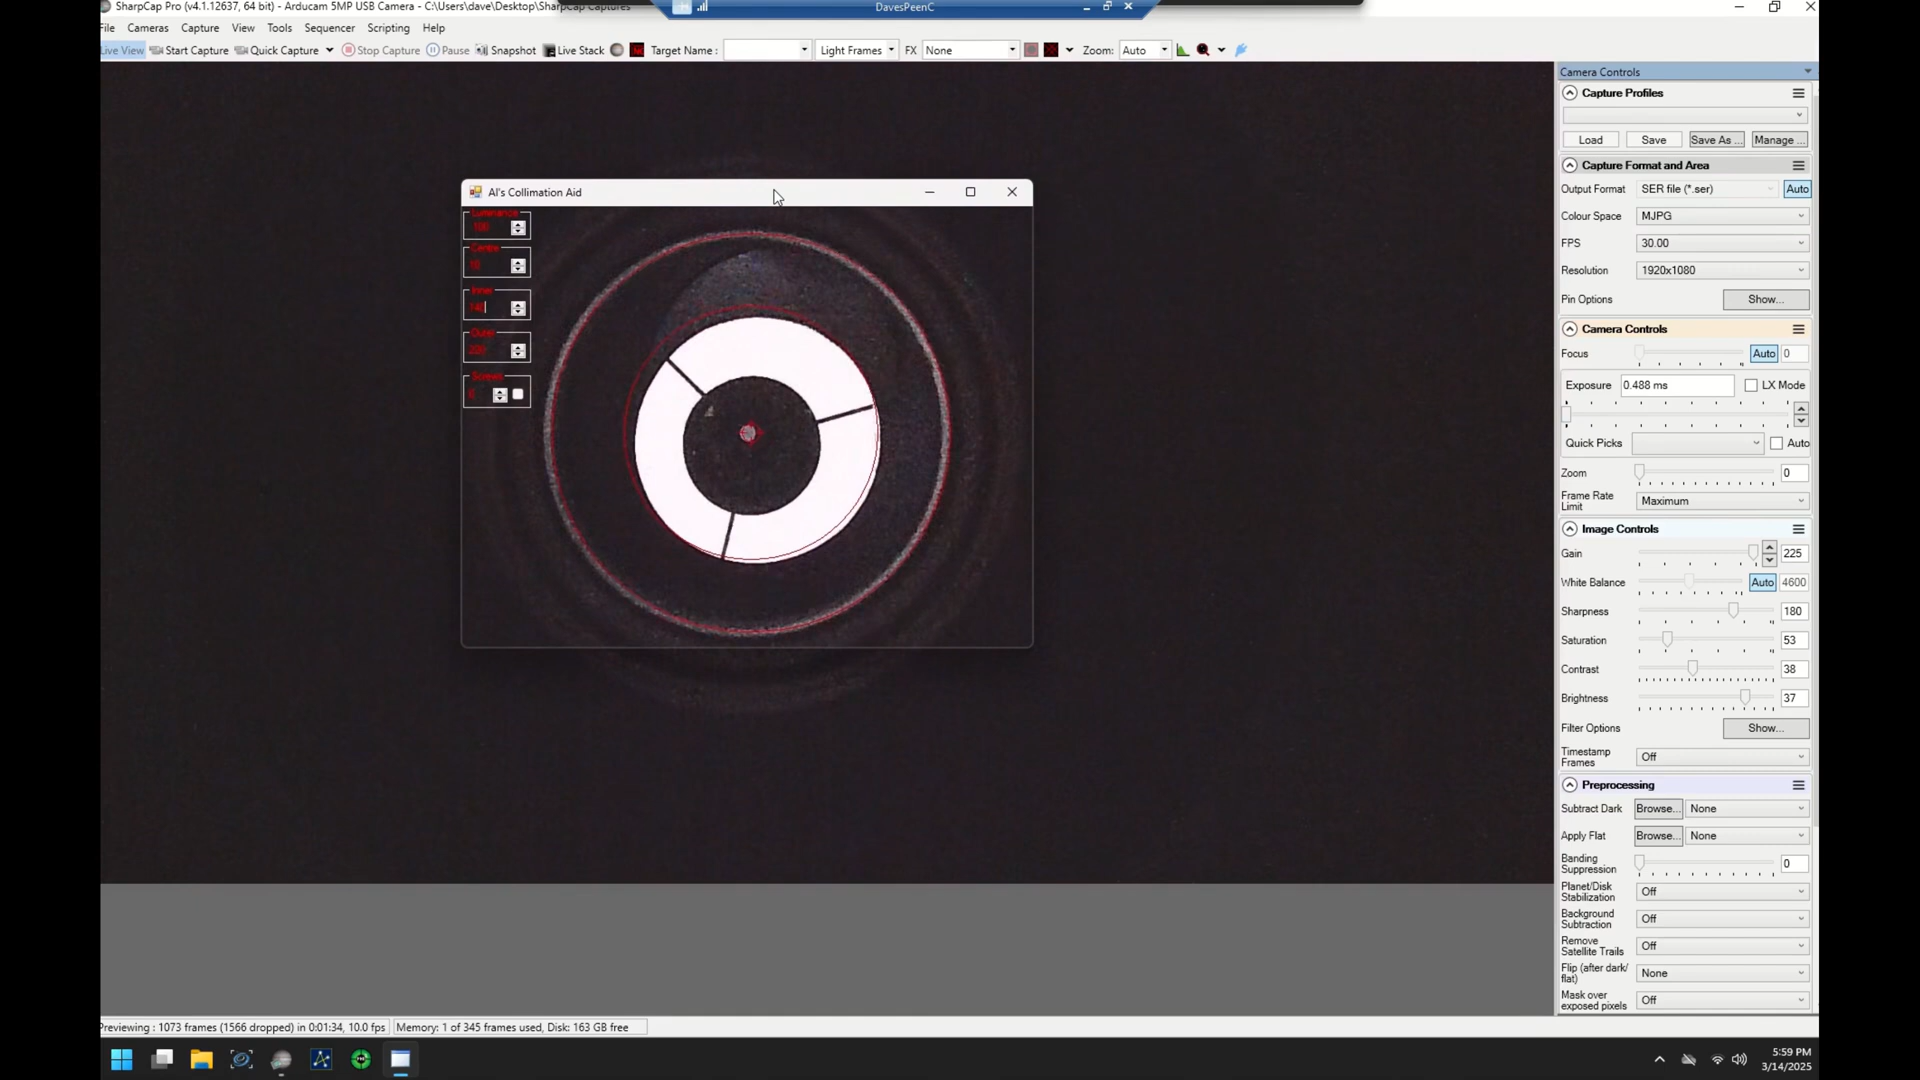 SharpCap Pro (v4.1.12637, 64 bit) - Arducam 5MP USB Camera - C:\Users\dave\Desktop\SharpCap Captures
DavesPeenC
File Cameras Capture View Tools Sequencer Scripting Help
Live View Start Capture Quick Capture Stop Capture Pause Snapshot Live Stack Target Name : Light Frames FX None Zoom: Auto
Camera Controls
Capture Profiles
Load Save Save As ... Manage ...
Capture Format and Area
Output Format SER file (*.ser) Auto
Colour Space MJPG
FPS 30.00
Resolution 1920x1080
Pin Options Show...
Camera Controls
Focus Auto 0
Exposure 0.488 ms LX Mode
Quick Picks Auto
Zoom 0
Frame Rate
Limit Maximum
Image Controls
Gain 225
White Balance Auto 4600
Sharpness 180
Saturation 53
Contrast 38
Brightness 37
Filter Options Show...
Timestamp
Frames Off
Preprocessing
Subtract Dark Browse... None
Apply Flat Browse... None
Banding
Suppression 0
Planet/Disk
Stabilization Off
Background
Subtraction Off
Remove
Satellite Trails Off
Flip (after dark/
flat) None
Mask over
exposed pixels Off
Al's Collimation Aid
Luminance
100
Centre
10
Inner
Outer
Screws
Previewing : 1073 frames (1566 dropped) in 0:01:34, 10.0 fps Memory: 1 of 345 frames used, Disk: 163 GB free
5:59 PM
3/14/2025